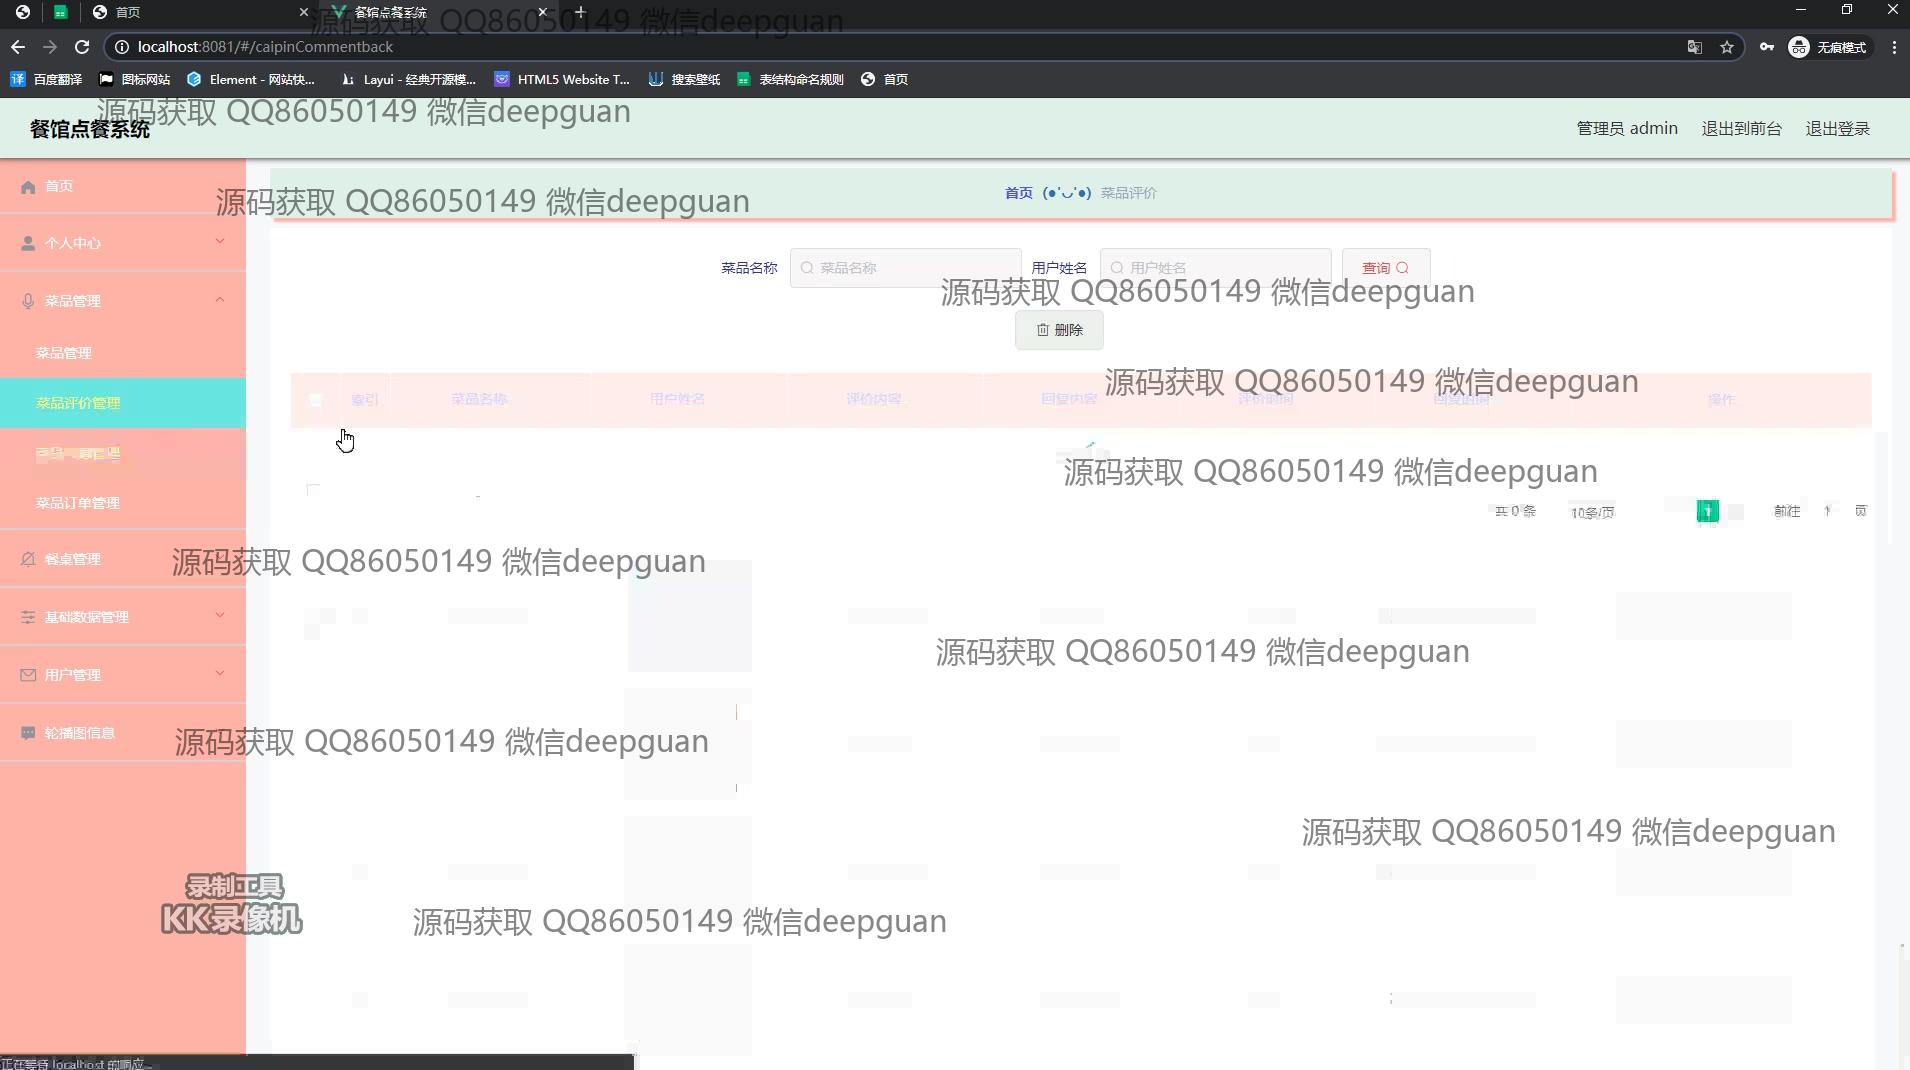 首页
餐馆点餐系统
源码获取 QQ86050149 微信deepguan
localhost:8081/#/caipinCommentback
无痕模式
百度翻译
图标网站
Element - 网站快...
Layui - 经典开源模...
HTML5 Website T...
搜索壁纸
表结构命名规则
首页
源码获取 QQ86050149 微信deepguan
餐馆点餐系统
管理员 admin
退出到前台
退出登录
首页
源码获取 QQ86050149 微信deepguan
首页 (●'◡'●) 菜品评价
个人中心
菜品名称
菜品名称
用户姓名
用户姓名
查询
源码获取 QQ86050149 微信deepguan
菜品管理
删除
菜品管理
源码获取 QQ86050149 微信deepguan
菜品评价管理
索引
菜品名称
用户姓名
评价内容
回复内容
评价时间
回复时间
操作
源码获取 QQ86050149 微信deepguan
菜品订单管理
共 0 条
10条/页
1
前往
1
页
餐桌管理
源码获取 QQ86050149 微信deepguan
基础数据管理
源码获取 QQ86050149 微信deepguan
用户管理
轮播图信息
源码获取 QQ86050149 微信deepguan
源码获取 QQ86050149 微信deepguan
录制工具
KK录像机
源码获取 QQ86050149 微信deepguan
正在等待 localhost 的响应...